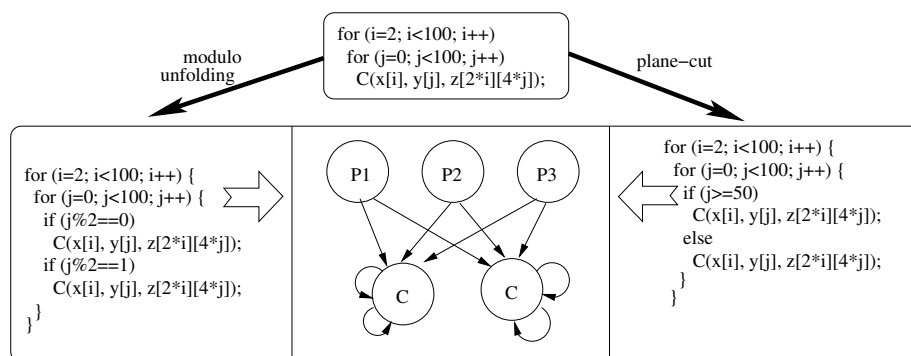 for (i=2; i<100; i++)
for (j=0; j<100; j++)
C(x[i], y[j], z[2*i][4*j]);
modulo
unfolding
plane-cut
for (i=2; i<100; i++) {
for (j=0; j<100; j++) {
if (j%2==0)
C(x[i], y[j], z[2*i][4*j]);
if (j%2==1)
C(x[i], y[j], z[2*i][4*j]);
}
}
P1
P2
P3
C
C
for (i=2; i<100; i++) {
for (j=0; j<100; j++) {
if (j>=50)
C(x[i], y[j], z[2*i][4*j]);
else
C(x[i], y[j], z[2*i][4*j]);
}
}